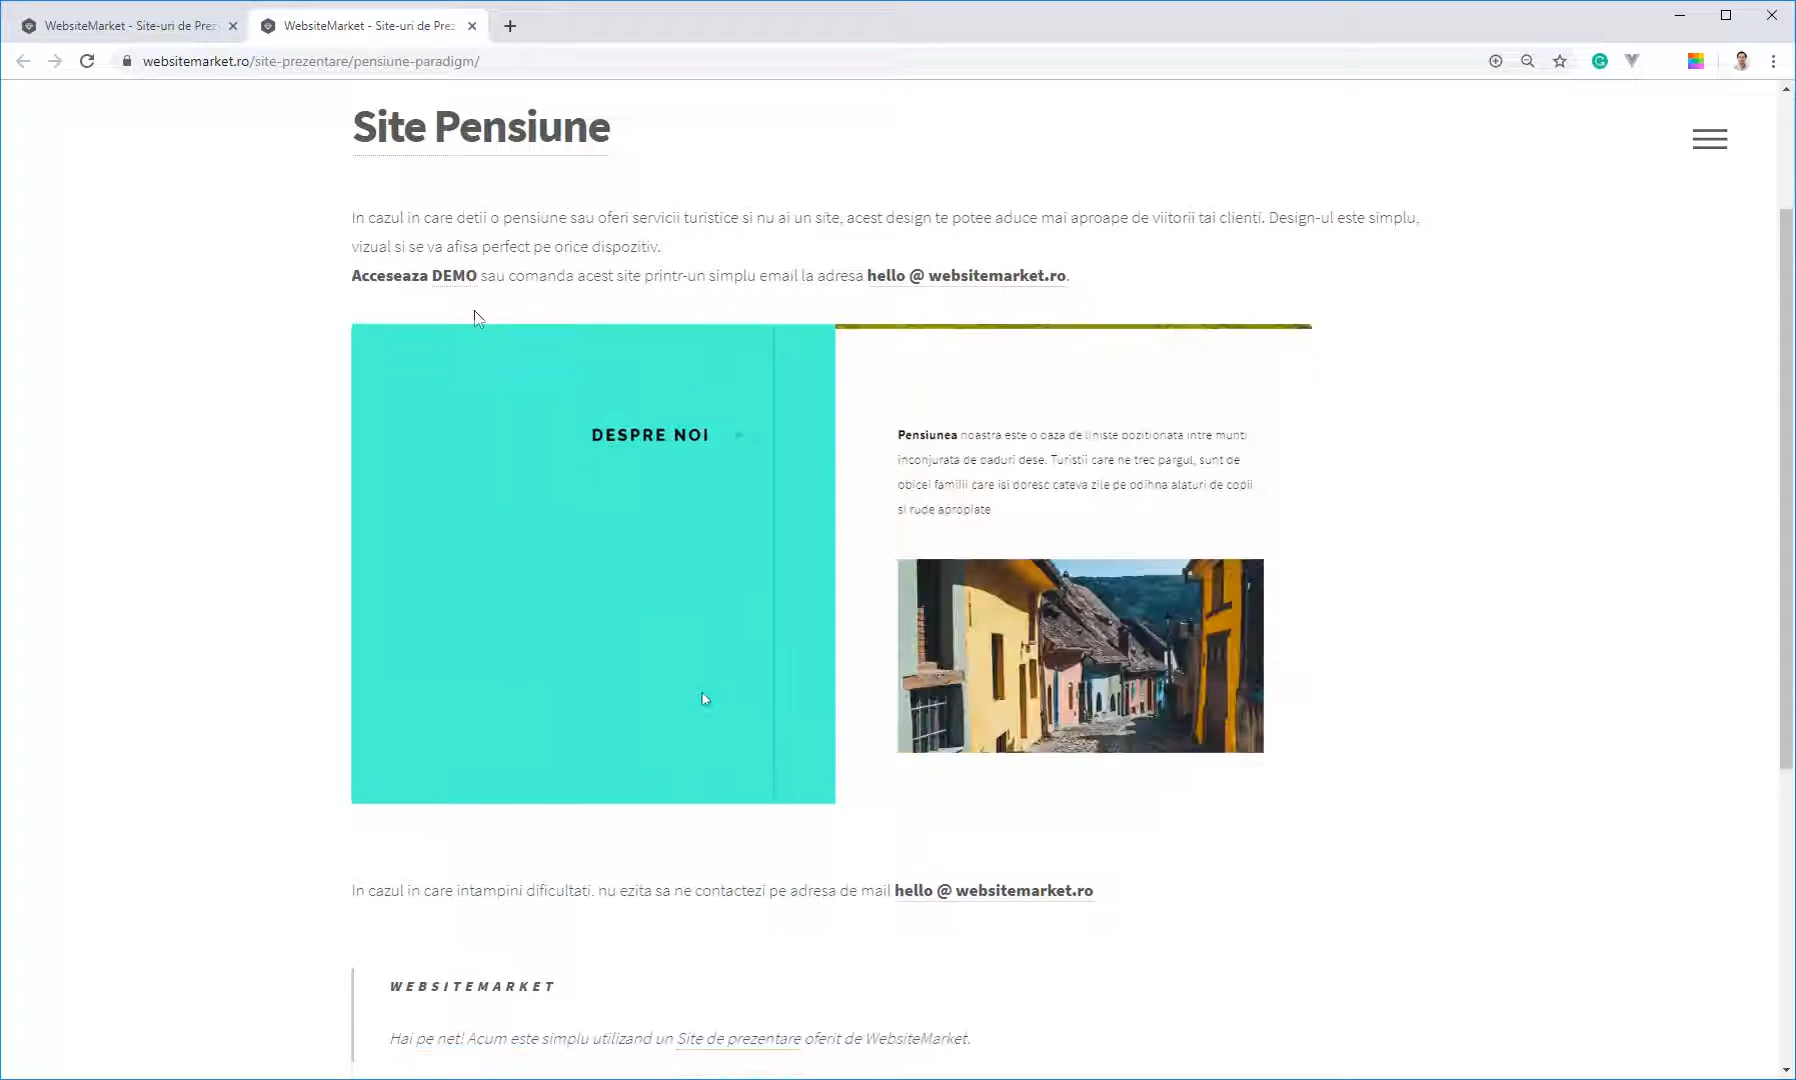 WebsiteMarket - Site-uri de Prez
WebsiteMarket - Site-uri de Prez
websitemarket.ro/site-prezentare/pensiune-paradigm/
Site Pensiune
In cazul in care detii o pensiune sau oferi servicii turistice si nu ai un site, acest design te potee aduce mai aproape de viitorii tai clienti. Design-ul este simplu,
vizual si se va afisa perfect pe orice dispozitiv.
Acceseaza DEMO sau comanda acest site printr-un simplu email la adresa hello @ websitemarket.ro.
DESPRE NOI
Pensiunea noastra este o oaza de liniste pozitionata intre munti
inconjurata de paduri dese. Turistii care ne trec pargul, sunt de
obicei familii care isi doresc cateva zile pe odihna alaturi de copii
si rude apropiate
In cazul in care intampini dificultati. nu ezita sa ne contactezi pe adresa de mail hello @ websitemarket.ro
WEBSITEMARKET
Hai pe net! Acum este simplu utilizand un Site de prezentare oferit de WebsiteMarket.